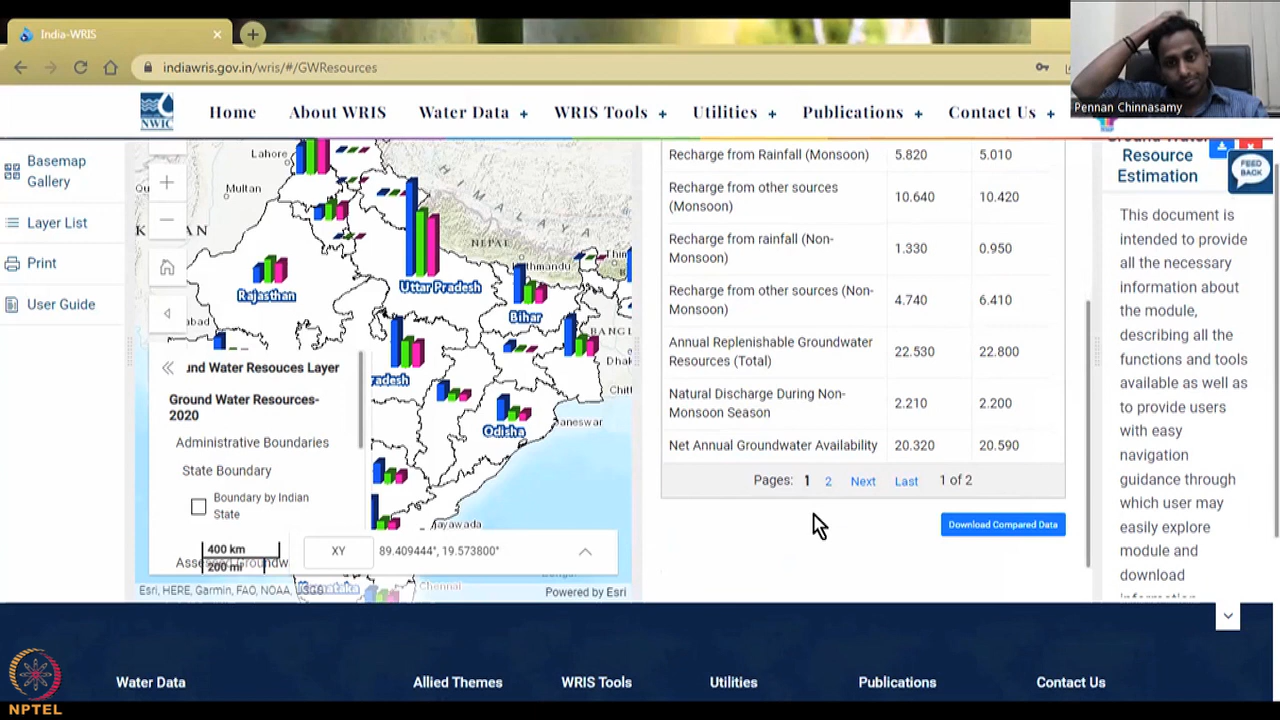 India-WRIS
indiawris.gov.in/wris/#/GWResources
Pennan Chinnasamy
NWIC
Home
About WRIS
Water Data +
WRIS Tools +
Utilities +
Publications +
Contact Us +
Basemap
Gallery
Layer List
Print
User Guide
Lahore
Multan
HIMALAYA
NEPAL
Kathmandu
Rajasthan
Uttar Pradesh
Bihar
Odisha
Ground Water Resouces Layer
Ground Water Resources-
2020
Administrative Boundaries
State Boundary
Boundary by Indian
State
400 km
200 mi
XY
89.409444°, 19.573800°
Chennai
Karnataka
Esri, HERE, Garmin, FAO, NOAA, USGS
Powered by Esri
Recharge from Rainfall (Monsoon) 5.820 5.010
Recharge from other sources
(Monsoon) 10.640 10.420
Recharge from rainfall (Non-
Monsoon) 1.330 0.950
Recharge from other sources (Non-
Monsoon) 4.740 6.410
Annual Replenishable Groundwater
Resources (Total) 22.530 22.800
Natural Discharge During Non-
Monsoon Season 2.210 2.200
Net Annual Groundwater Availability 20.320 20.590
Pages: 1 2 Next Last 1 of 2
Download Compared Data
Ground Water
Resource
Estimation
FEED
BACK
This document is
intended to provide
all the necessary
information about
the module,
describing all the
functions and tools
available as well as
to provide users
with easy
navigation
guidance through
which user may
easily explore
module and
download
information
Water Data
Allied Themes
WRIS Tools
Utilities
Publications
Contact Us
NPTEL